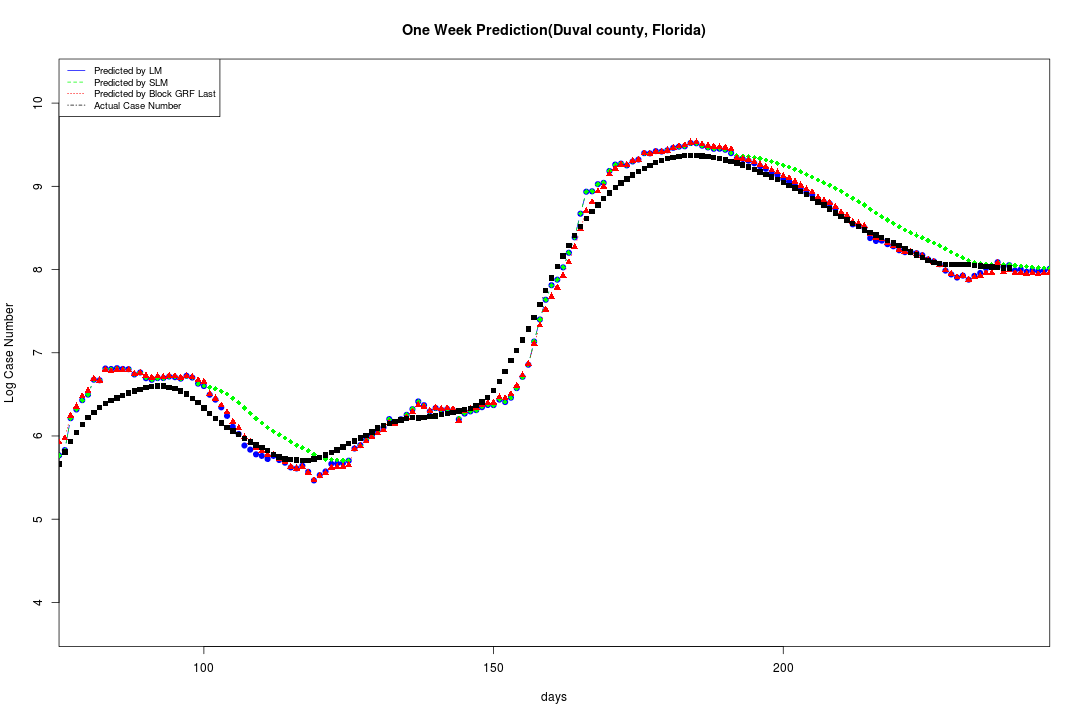 One Week Prediction(Duval county, Florida)
Predicted by LM
Predicted by SLM
Predicted by Block GRF Last
Actual Case Number
10
9
8
7
6
5
4
Log Case Number
100 150 200
days